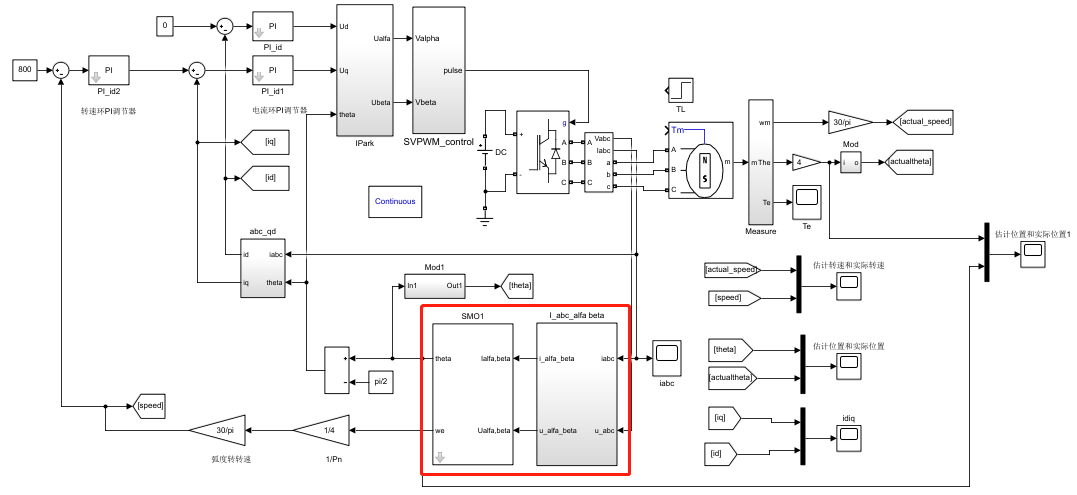 0
PI
PI_id
800
PI
PI_id2
转速环PI调节器
PI
PI_id1
电流环PI调节器
Ud
Uq
theta
Ualfa
Ubeta
IPark
Valpha
Vbeta
pulse
SVPWM_control
[iq]
[id]
Continuous
DC
g
+
-
A
B
C
A
B
C
Vabc
Iabc
a
b
c
TL
Tm
A
B
C
N
S
m
m
wm
The
Te
Measure
30/pi
[actual_speed]
4
Mod
i
o
[actualtheta]
Te
估计位置和实际位置1
abc_qd
id
iq
iabc
theta
Mod1
In1
Out1
[theta]
+
-
pi/2
SMO1
theta
we
Ialfa,beta
Ualfa,beta
I_abc_alfa beta
i_alfa_beta
u_alfa_beta
iabc
u_abc
iabc
[speed]
30/pi
弧度转转速
1/4
1/Pn
[actual_speed]
[speed]
估计转速和实际转速
[theta]
[actualtheta]
估计位置和实际位置
[iq]
[id]
idiq